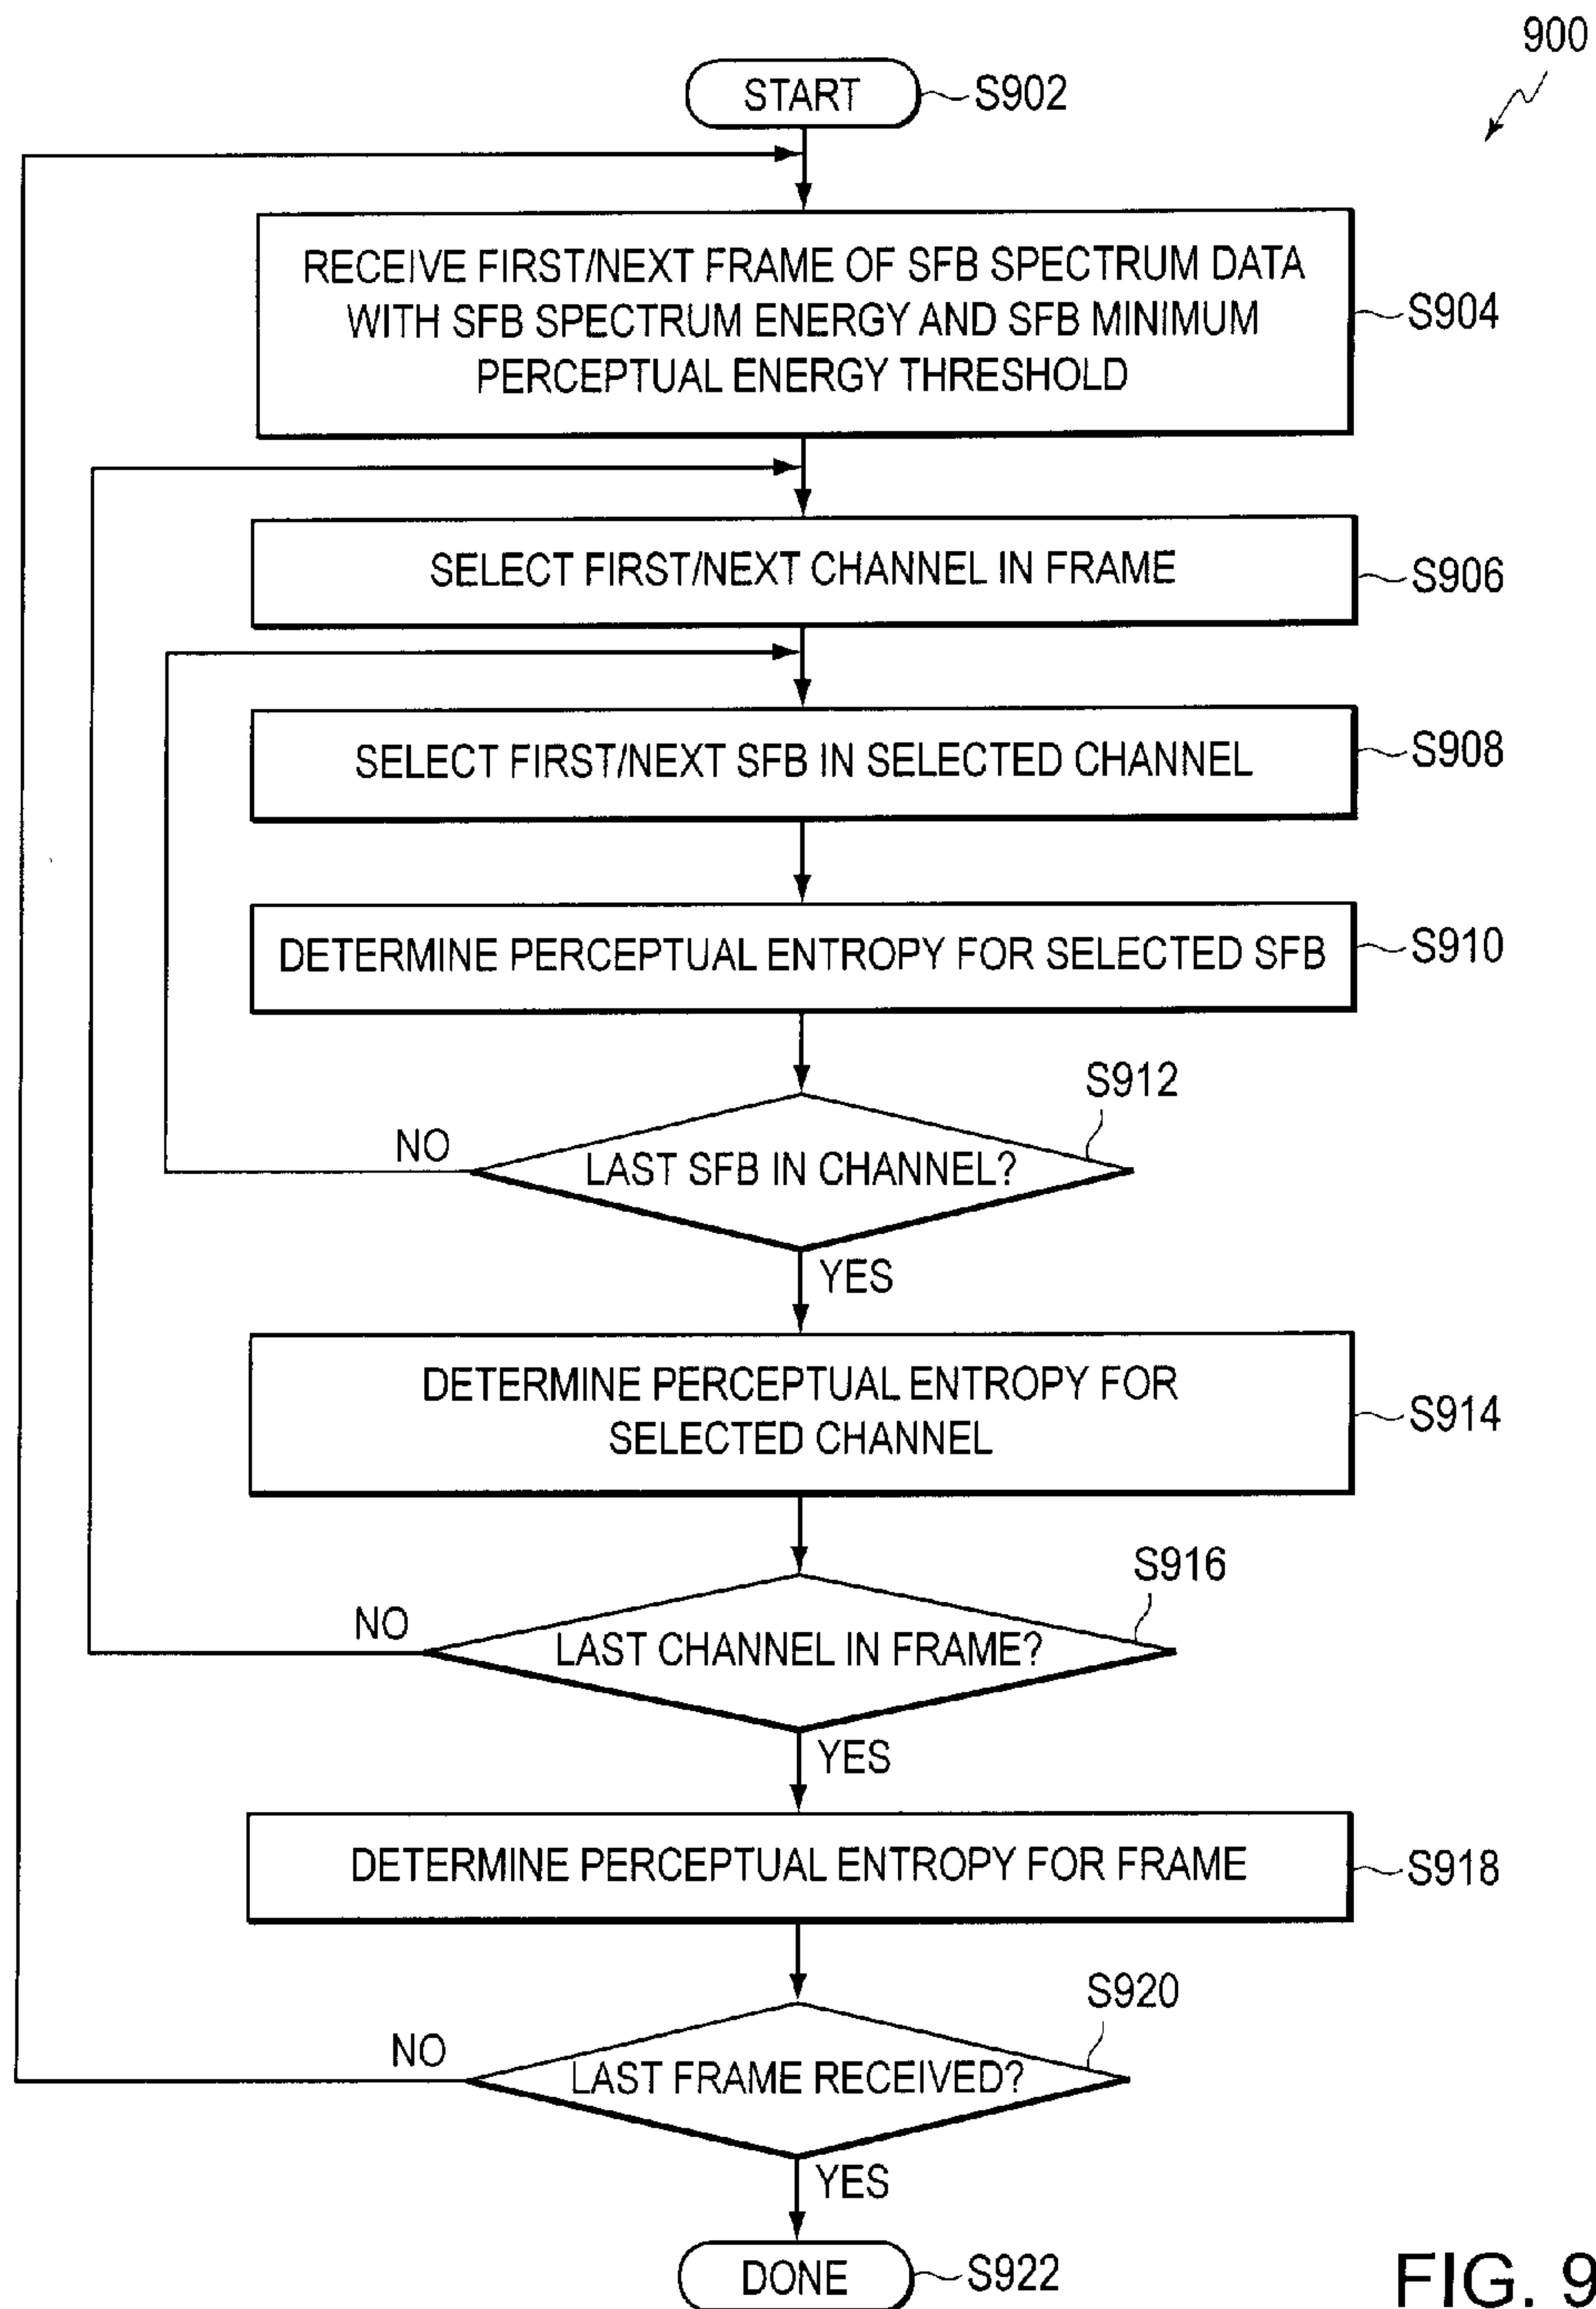 900
START
S902
RECEIVE FIRST/NEXT FRAME OF SFB SPECTRUM DATA
WITH SFB SPECTRUM ENERGY AND SFB MINIMUM
PERCEPTUAL ENERGY THRESHOLD
S904
SELECT FIRST/NEXT CHANNEL IN FRAME
S906
SELECT FIRST/NEXT SFB IN SELECTED CHANNEL
S908
DETERMINE PERCEPTUAL ENTROPY FOR SELECTED SFB
S910
S912
NO
LAST SFB IN CHANNEL?
YES
DETERMINE PERCEPTUAL ENTROPY FOR
SELECTED CHANNEL
S914
S916
NO
LAST CHANNEL IN FRAME?
YES
DETERMINE PERCEPTUAL ENTROPY FOR FRAME
S918
S920
NO
LAST FRAME RECEIVED?
YES
DONE
S922
FIG. 9